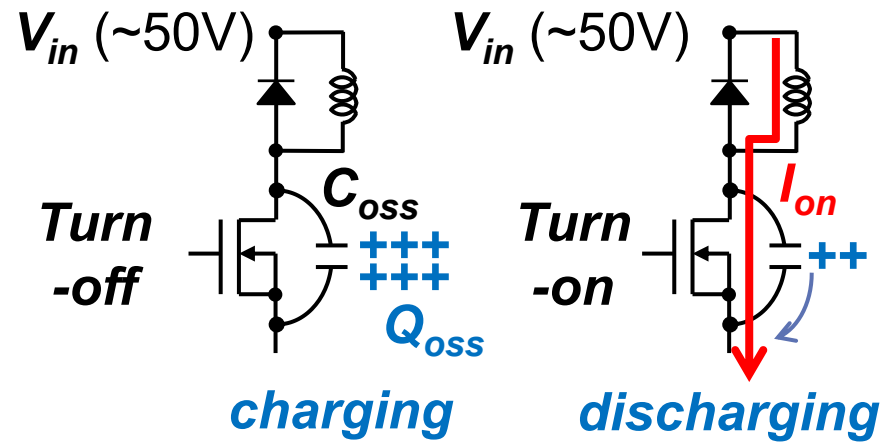 Vin (~50V)
Coss
Turn
-off
+++
+++
Qoss
charging
Vin (~50V)
Ion
Turn
-on
++
discharging